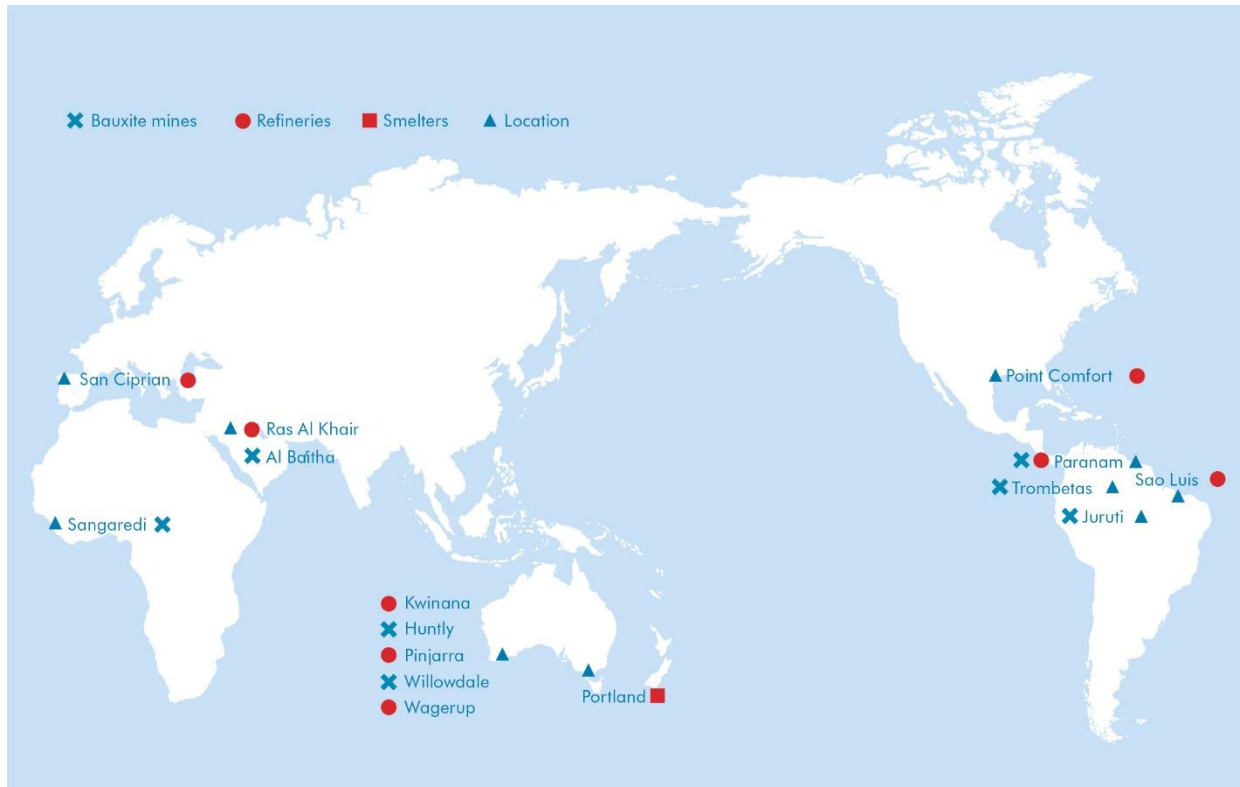 Bauxite mines Refineries Smelters Location
San Ciprian
Ras Al Khair
Al Baitha
Sangaredi
Kwinana
Huntly
Pinjarra
Willowdale
Wagerup
Portland
Point Comfort
Paranam
Sao Luis
Trombetas
Juruti